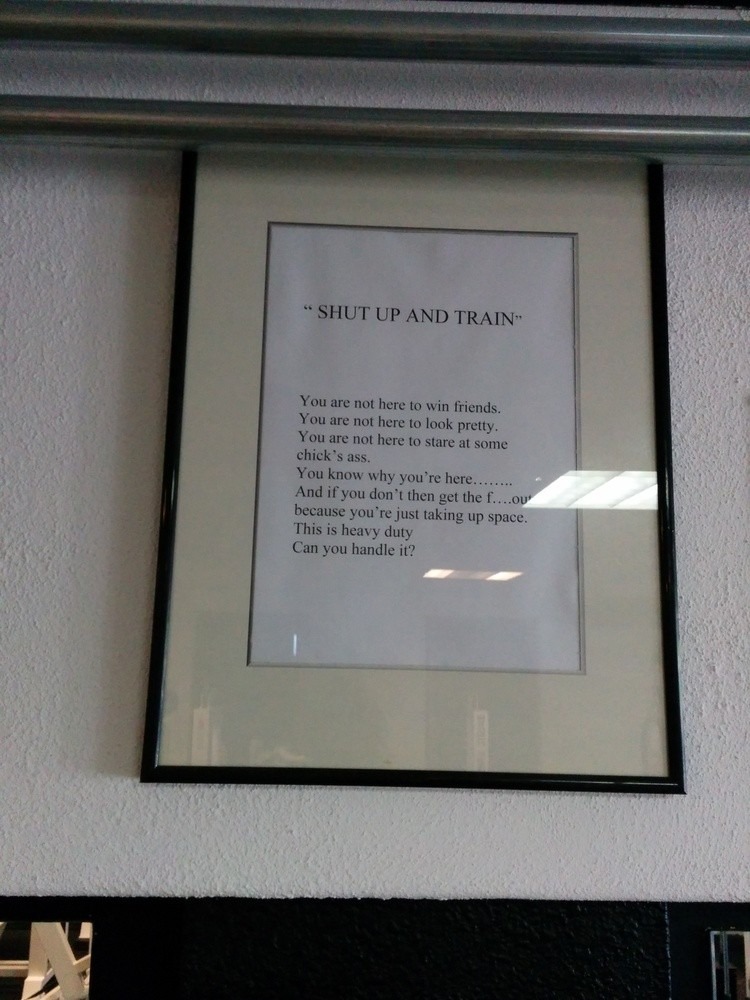 “ SHUT UP AND TRAIN”
You are not here to win friends.
You are not here to look pretty.
You are not here to stare at some
chick’s ass.
You know why you’re here……..
And if you don’t then get the f….out
because you’re just taking up space.
This is heavy duty
Can you handle it?